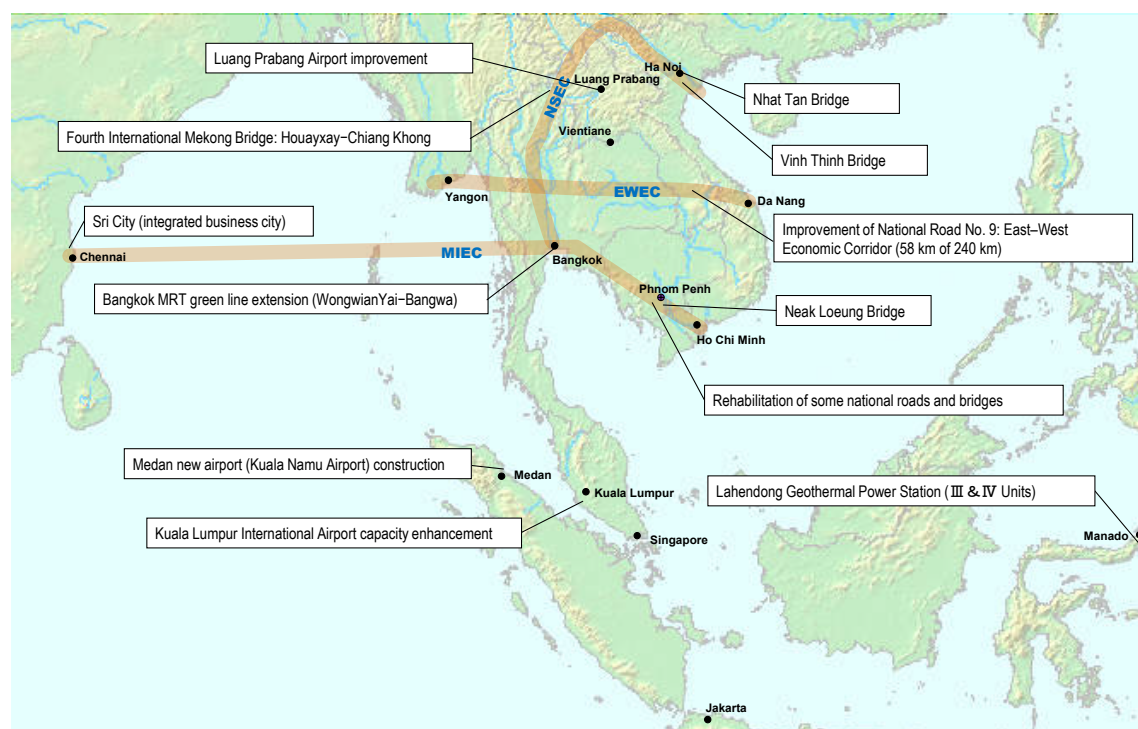 Luang Prabang Airport improvement
Ha Noi
Luang Prabang
NSEC
Nhat Tan Bridge
Fourth International Mekong Bridge: Houayxay−Chiang Khong
Vientiane
Vinh Thinh Bridge
Yangon
EWEC
Da Nang
Sri City (integrated business city)
Improvement of National Road No. 9: East–West
Economic Corridor (58 km of 240 km)
Chennai
MIEC
Bangkok
Phnom Penh
Bangkok MRT green line extension (WongwianYai−Bangwa)
Neak Loeung Bridge
Ho Chi Minh
Rehabilitation of some national roads and bridges
Medan new airport (Kuala Namu Airport) construction
Medan
Kuala Lumpur
Lahendong Geothermal Power Station (Ⅲ & Ⅳ Units)
Kuala Lumpur International Airport capacity enhancement
Singapore
Manado
Jakarta